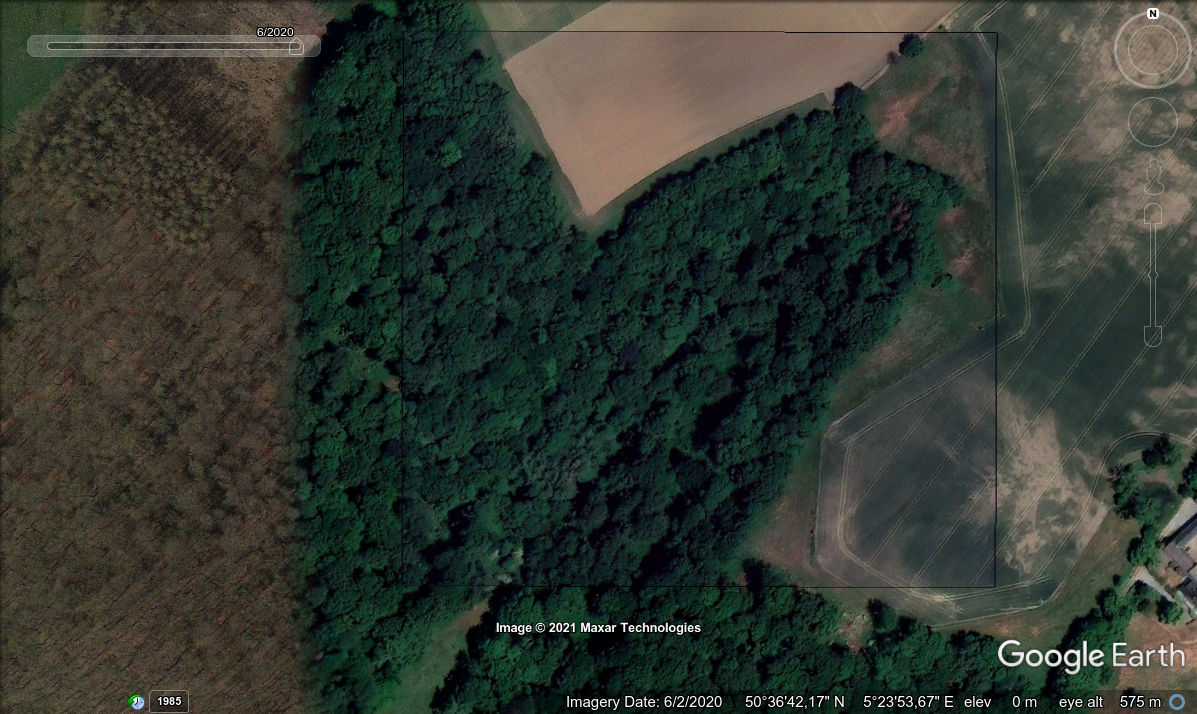 6/2020
N
Image © 2021 Maxar Technologies
Google Earth
1985
Imagery Date: 6/2/2020 50°36'42,17" N 5°23'53,67" E elev 0 m eye alt 575 m